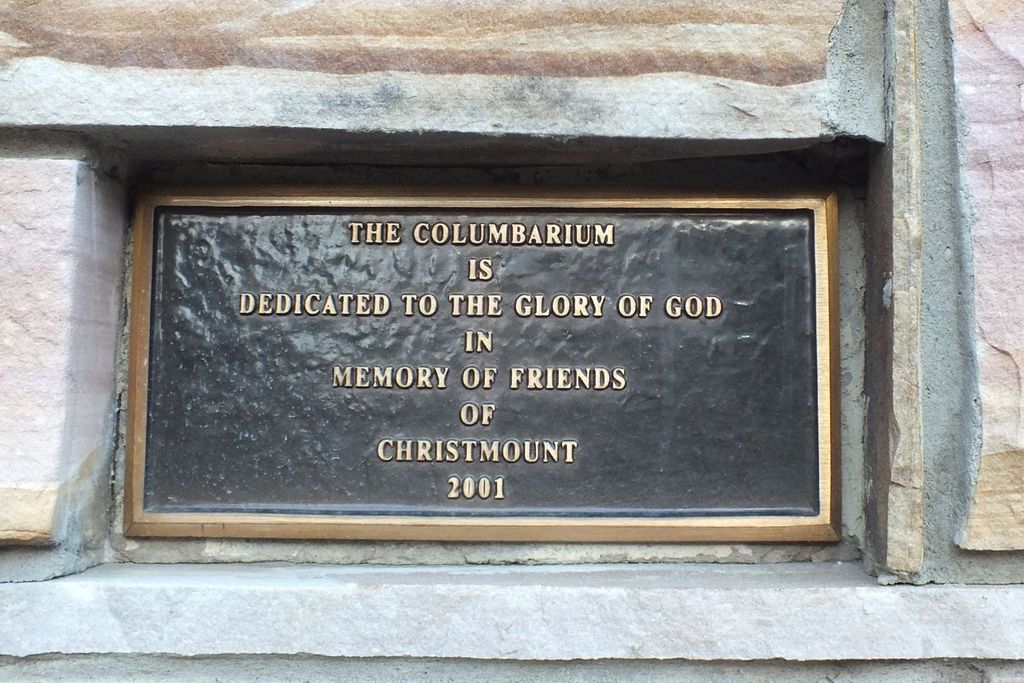 THE COLUMBARIUM
IS
DEDICATED TO THE GLORY OF GOD
IN
MEMORY OF FRIENDS
OF
CHRISTMOUNT
2001